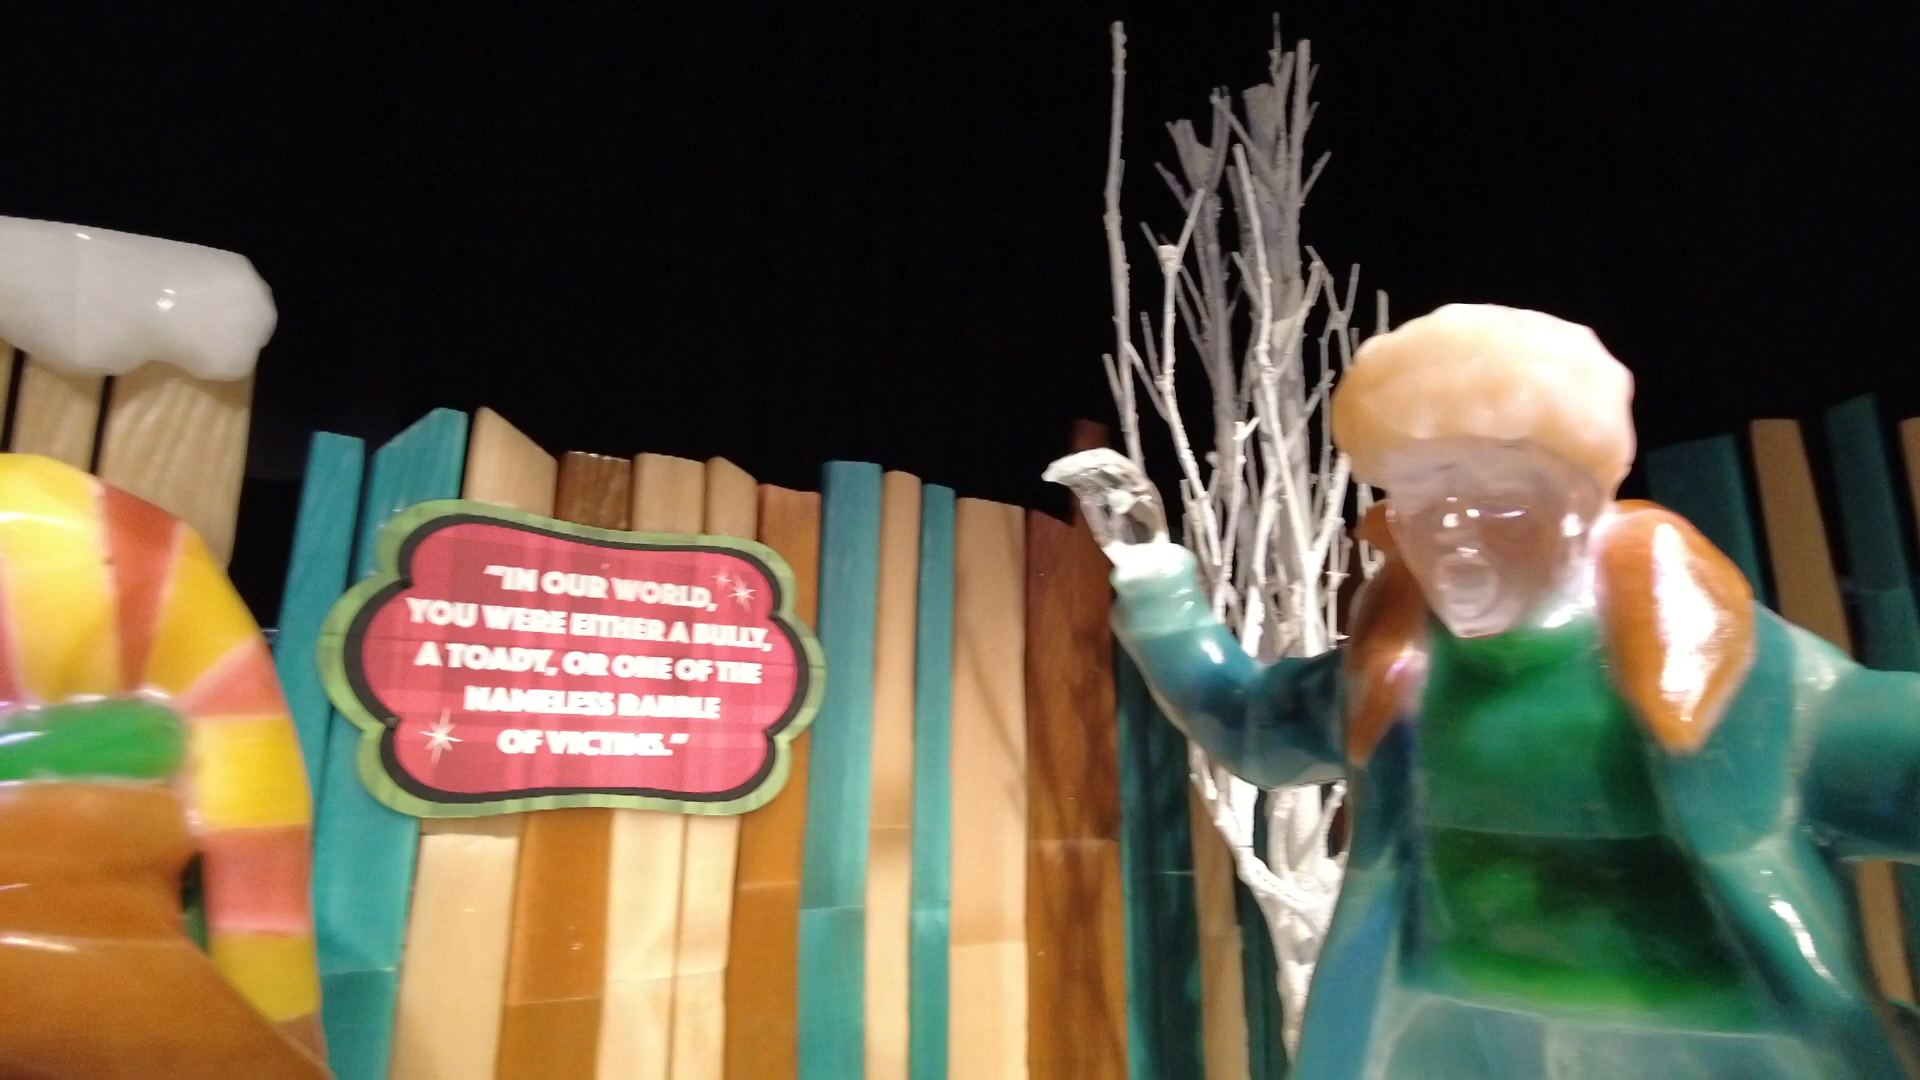 "IN OUR WORLD,
YOU WERE EITHER A BULLY,
A TOADY, OR ONE OF THE
NAMELESS RABBLE
OF VICTIMS."